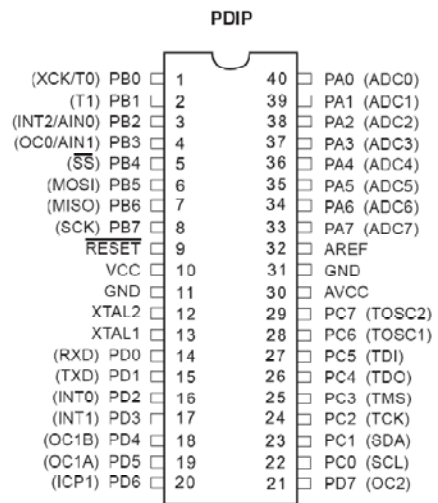 PDIP
(XCK/T0) PB0 1 40 PA0 (ADC0)
(T1) PB1 2 39 PA1 (ADC1)
(INT2/AIN0) PB2 3 38 PA2 (ADC2)
(OC0/AIN1) PB3 4 37 PA3 (ADC3)
(SS) PB4 5 36 PA4 (ADC4)
(MOSI) PB5 6 35 PA5 (ADC5)
(MISO) PB6 7 34 PA6 (ADC6)
(SCK) PB7 8 33 PA7 (ADC7)
RESET 9 32 AREF
VCC 10 31 GND
GND 11 30 AVCC
XTAL2 12 29 PC7 (TOSC2)
XTAL1 13 28 PC6 (TOSC1)
(RXD) PD0 14 27 PC5 (TDI)
(TXD) PD1 15 26 PC4 (TDO)
(INT0) PD2 16 25 PC3 (TMS)
(INT1) PD3 17 24 PC2 (TCK)
(OC1B) PD4 18 23 PC1 (SDA)
(OC1A) PD5 19 22 PC0 (SCL)
(ICP1) PD6 20 21 PD7 (OC2)